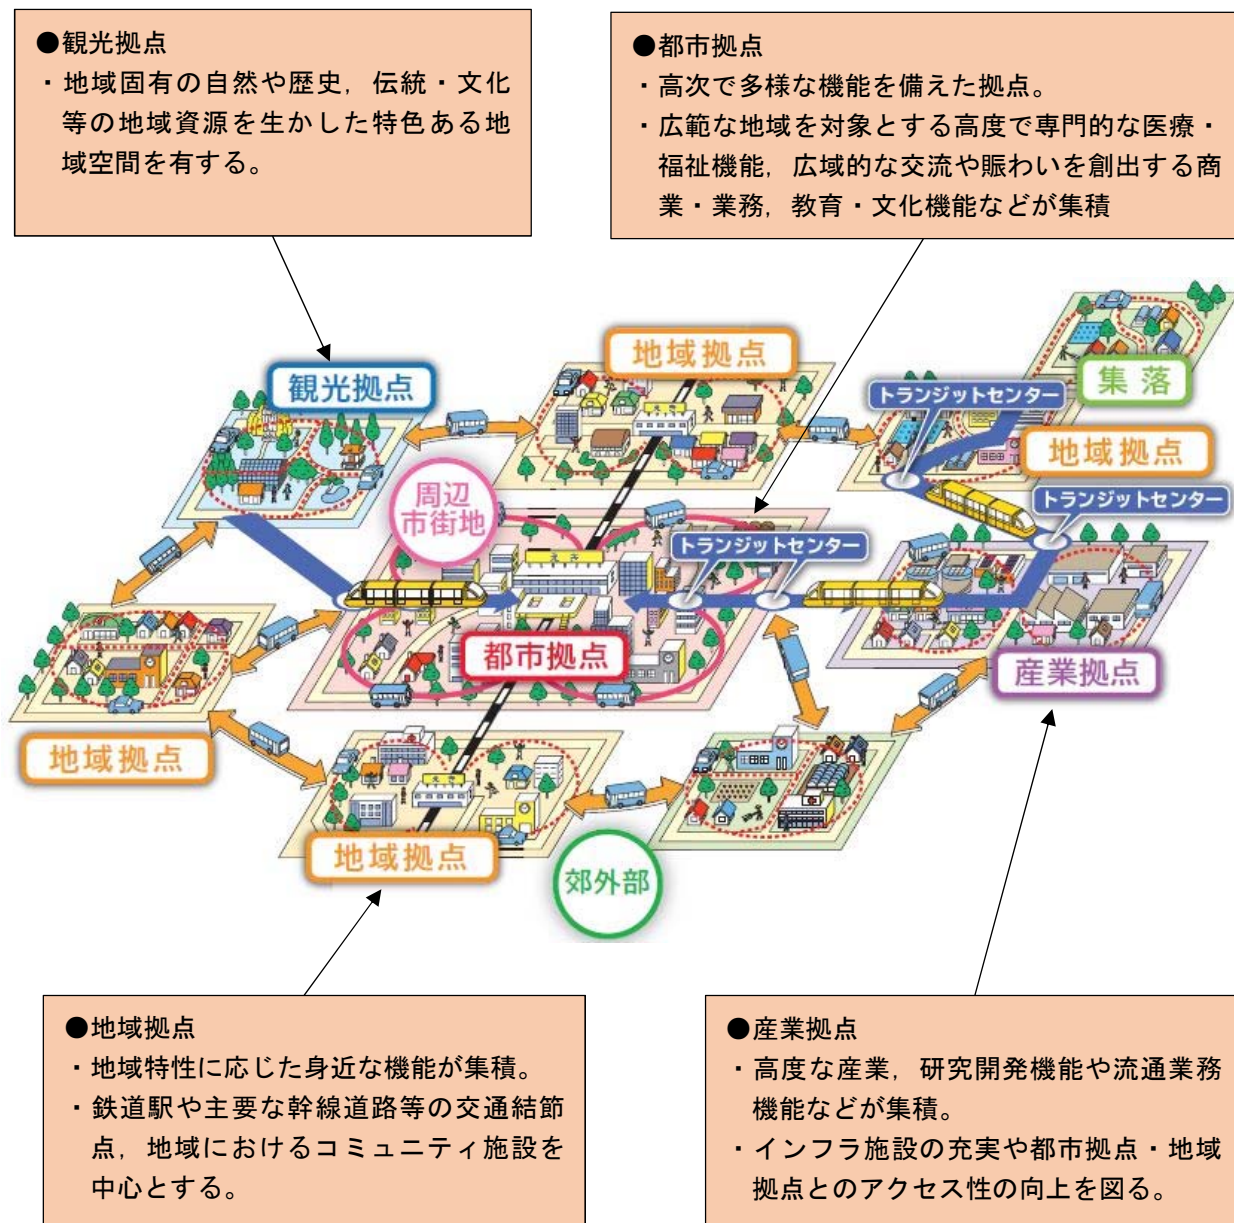 ●観光拠点
・地域固有の自然や歴史，伝統・文化
等の地域資源を生かした特色ある地
域空間を有する。
●都市拠点
・高次で多様な機能を備えた拠点。
・広範な地域を対象とする高度で専門的な医療・
福祉機能，広域的な交流や賑わいを創出する商
業・業務，教育・文化機能などが集積
地域拠点
観光拠点
集落
トランジットセンター
地域拠点
周辺
市街地
トランジットセンター
トランジットセンター
都市拠点
産業拠点
地域拠点
地域拠点
郊外部
●地域拠点
・地域特性に応じた身近な機能が集積。
・鉄道駅や主要な幹線道路等の交通結節
点，地域におけるコミュニティ施設を
中心とする。
●産業拠点
・高度な産業，研究開発機能や流通業務
機能などが集積。
・インフラ施設の充実や都市拠点・地域
拠点とのアクセス性の向上を図る。